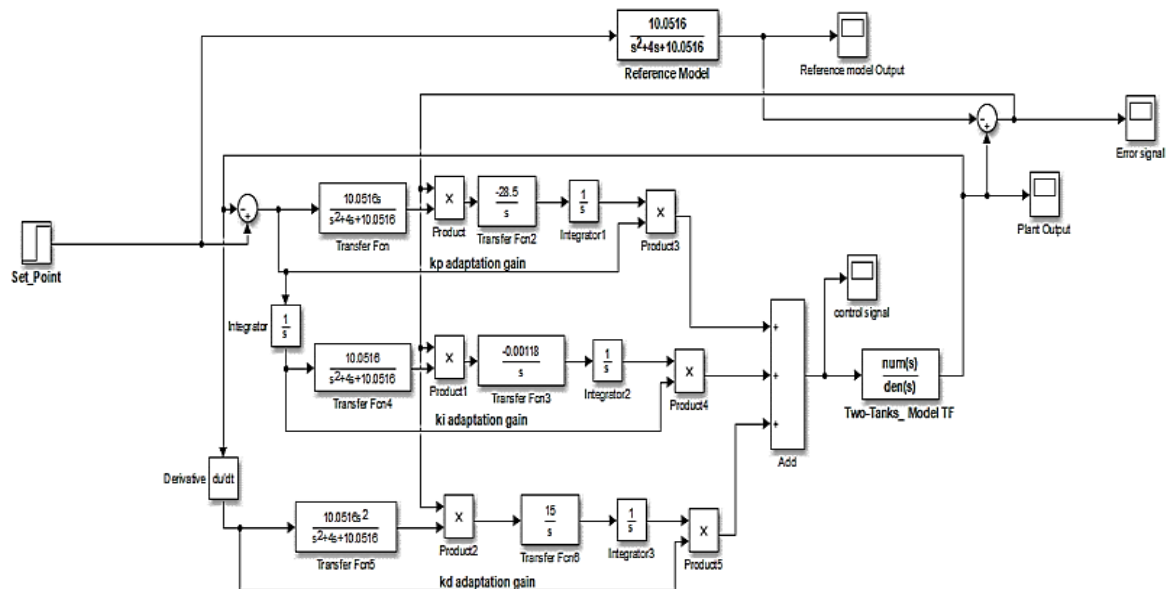 10.0516
s²+4s+10.0516
Reference Model
Reference model Output
Error signal
Plant Output
Set_Point
10.0516s
s²+4s+10.0516
Transfer Fcn
X
Product
-28.5
s
Transfer Fcn2
1
s
Integrator1
X
Product3
kp adaptation gain
Integrator
1
s
10.0516
s²+4s+10.0516
Transfer Fcn4
X
Product1
-0.00118
s
Transfer Fcn3
1
s
Integrator2
X
Product4
ki adaptation gain
control signal
Add
num(s)
den(s)
Two-Tanks_ Model TF
Derivative
du/dt
10.0516s²
s²+4s+10.0516
Transfer Fcn5
X
Product2
15
s
Transfer Fcn6
1
s
Integrator3
X
Product5
kd adaptation gain